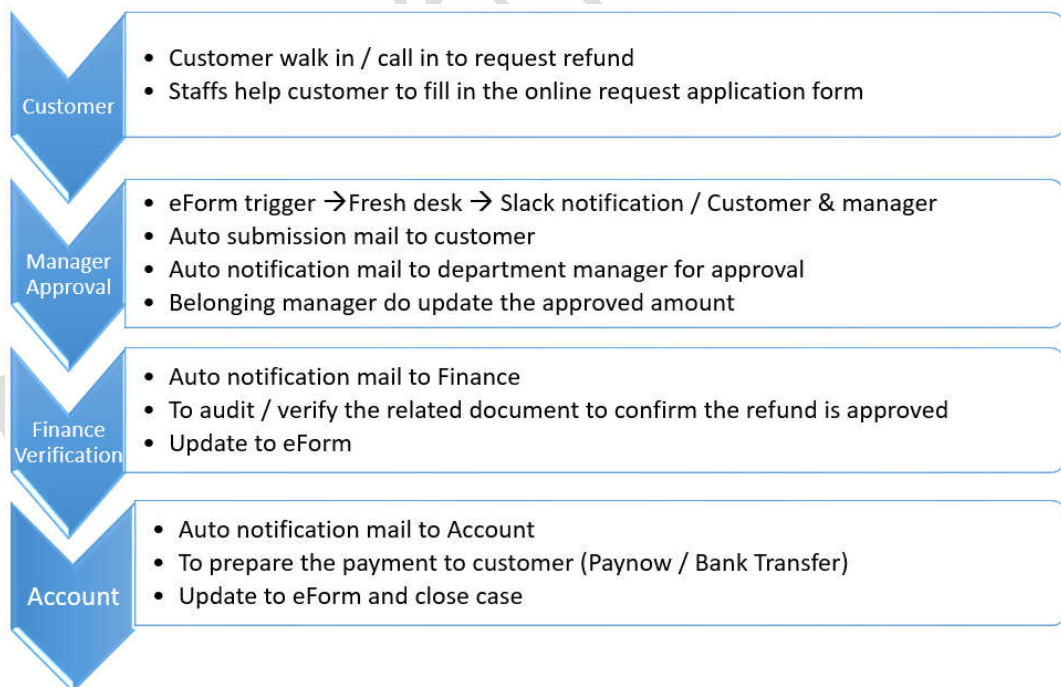 Customer
• Customer walk in / call in to request refund
• Staffs help customer to fill in the online request application form
Manager
Approval
• eForm trigger →Fresh desk → Slack notification / Customer & manager
• Auto submission mail to customer
• Auto notification mail to department manager for approval
• Belonging manager do update the approved amount
Finance
Verification
• Auto notification mail to Finance
• To audit / verify the related document to confirm the refund is approved
• Update to eForm
Account
• Auto notification mail to Account
• To prepare the payment to customer (Paynow / Bank Transfer)
• Update to eForm and close case